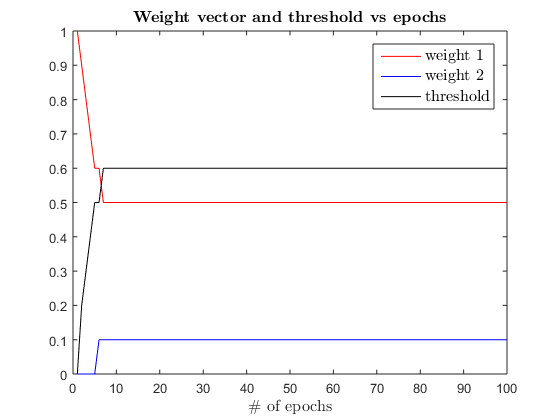 Weight vector and threshold vs epochs
1
0.9
0.8
0.7
0.6
0.5
0.4
0.3
0.2
0.1
0
weight 1
weight 2
threshold
0 10 20 30 40 50 60 70 80 90 100
# of epochs